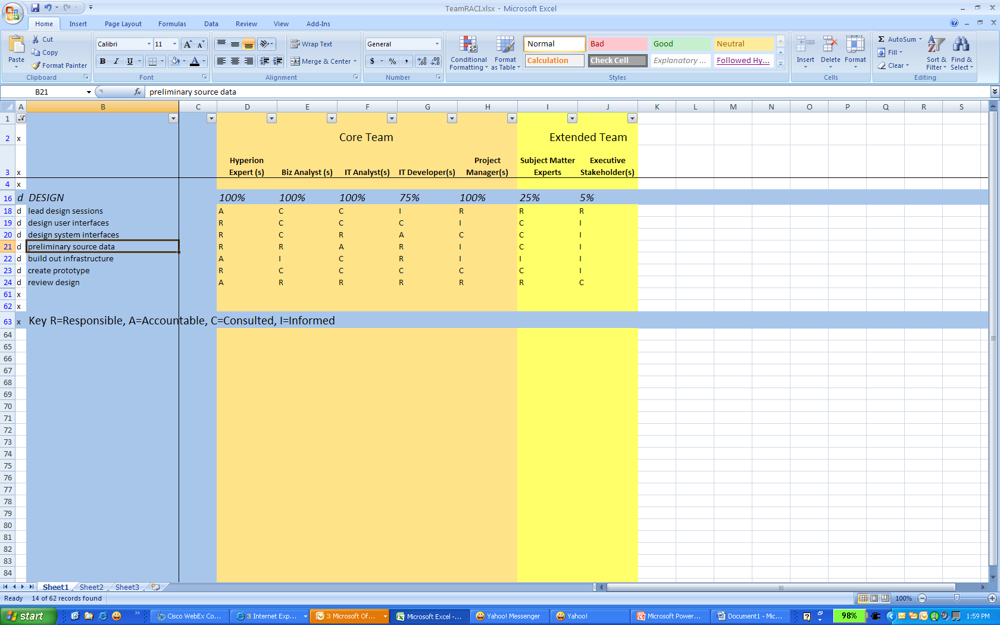 TeamRACI.xlsx - Microsoft Excel
Home Insert Page Layout Formulas Data Review View Add-Ins
Paste Cut Copy Format Painter Clipboard
Calibri 11 B I U Font
Wrap Text Merge & Center Alignment
General $ % , Number
Conditional Formatting Format as Table
Normal Bad Good Neutral
Calculation Check Cell Explanatory ... Followed Hy...
Styles
Insert Delete Format Cells
AutoSum Fill Clear Sort & Filter Find & Select Editing
B21 fx preliminary source data
A B C D E F G H I J K L M N O P Q R S
1
2 x Core Team Extended Team
3 x Hyperion Expert (s) Biz Analyst (s) IT Analyst(s) IT Developer(s) Project Manager(s) Subject Matter Experts Executive Stakeholder(s)
4 x
16 d DESIGN 100% 100% 100% 75% 100% 25% 5%
18 d lead design sessions A C C I R R R
19 d design user interfaces R C C C I C I
20 d design system interfaces R C R A C C I
21 d preliminary source data R R A R I C I
22 d build out infrastructure A I C R I I I
23 d create prototype R C C C C C I
24 d review design A R R R R R C
61 x
62 x
63 x Key R=Responsible, A=Accountable, C=Consulted, I=Informed
64
65
66
67
68
69
70
71
72
73
74
75
76
77
78
79
80
81
82
83
84
Sheet1 Sheet2 Sheet3
Ready 14 of 62 records found 100%
start Cisco WebEx Co... 3 Internet Exp... 3 Microsoft Of... Microsoft Excel -... Yahoo! Messenger Yahoo! Microsoft Power... Document1 - Mic... 98% 1:59 PM